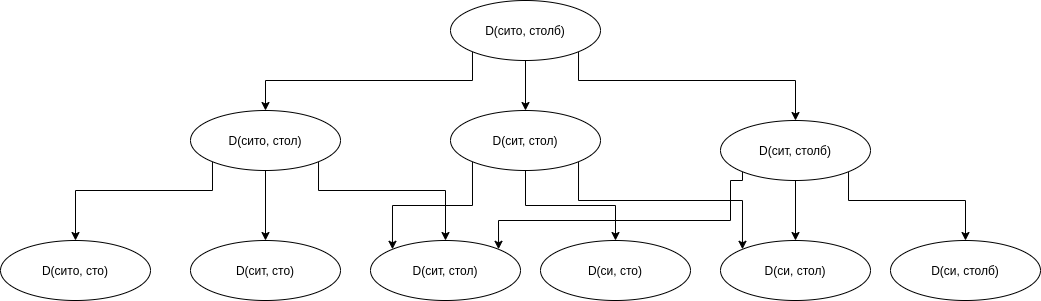 D(сито, столб)
D(сито, стол)
D(сит, стол)
D(сит, столб)
D(сито, сто)
D(сит, сто)
D(сит, стол)
D(си, сто)
D(си, стол)
D(си, столб)